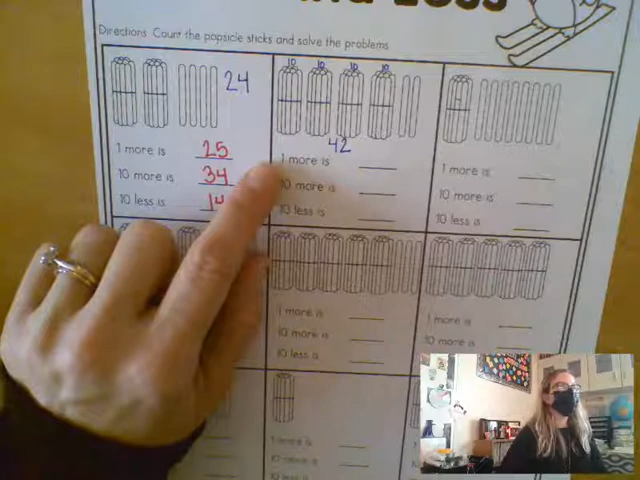 Less
Directions: Count the popsicle sticks and solve the problems
24
1 more is 25
10 more is 34
10 less is 14
10 10 10 10
42
1 more is
10 more is
10 less is
1 more is
10 more is
10 less is
1 more is
10 more is
10 less is
1 more is
10 more is
1 more is
10 more is
10 less is